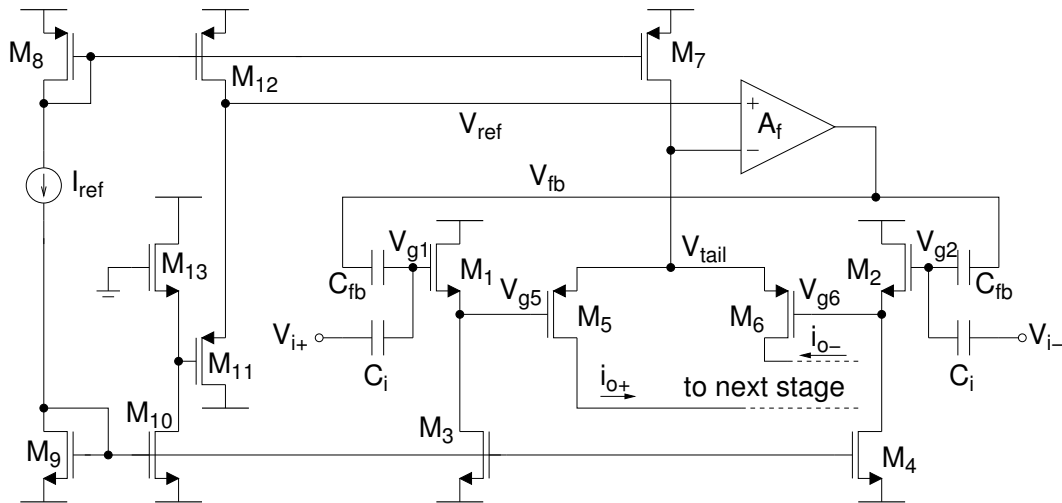 M8
M12
M7
Vref
+
−
Af
Iref
Vfb
M13
Vg1
M1
Vtail
M2
Vg2
Cfb
Vg5
M5
M6
Vg6
Cfb
Vi+
Ci
M11
io−
Ci
Vi−
io+
to next stage
M10
M9
M3
M4